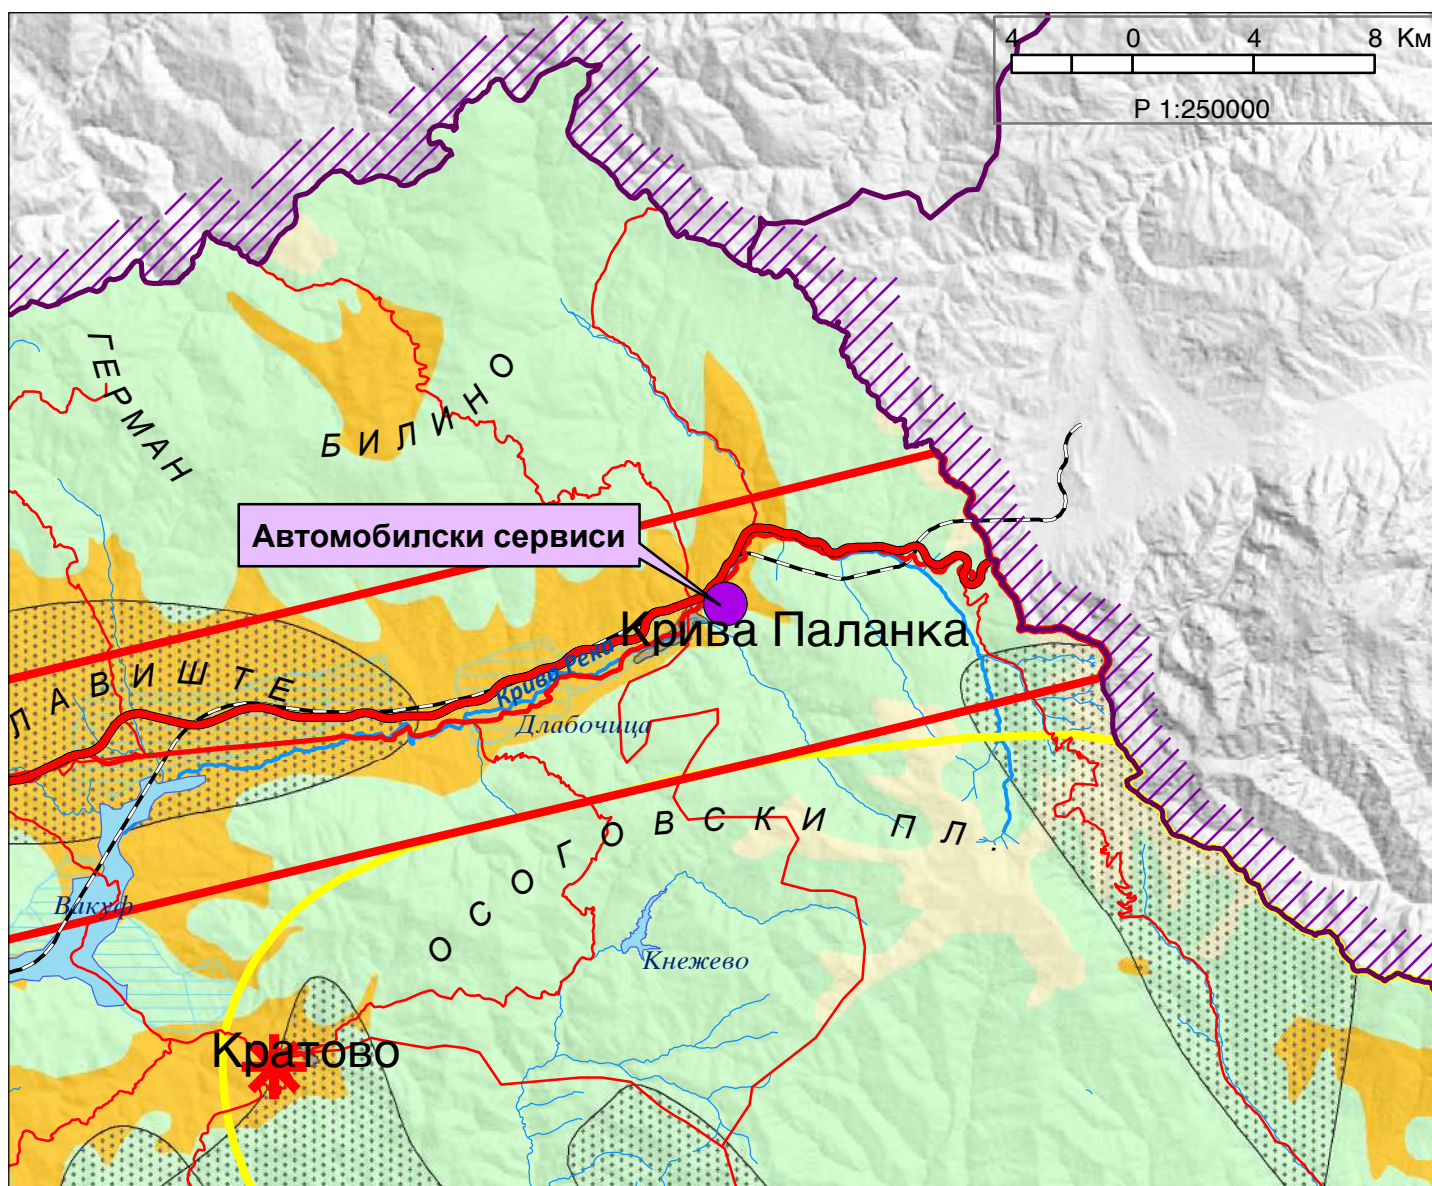 4 0 4 8 Км
Р 1:250000
ГЕРМАН
БИЛИНО
Автомобилски сервиси
Крива Паланка
Крива Река
ЛАВИШТЕ
Длабочица
ОСОГОВСКИ ПЛ.
Вакуф
Кнежево
Кратово